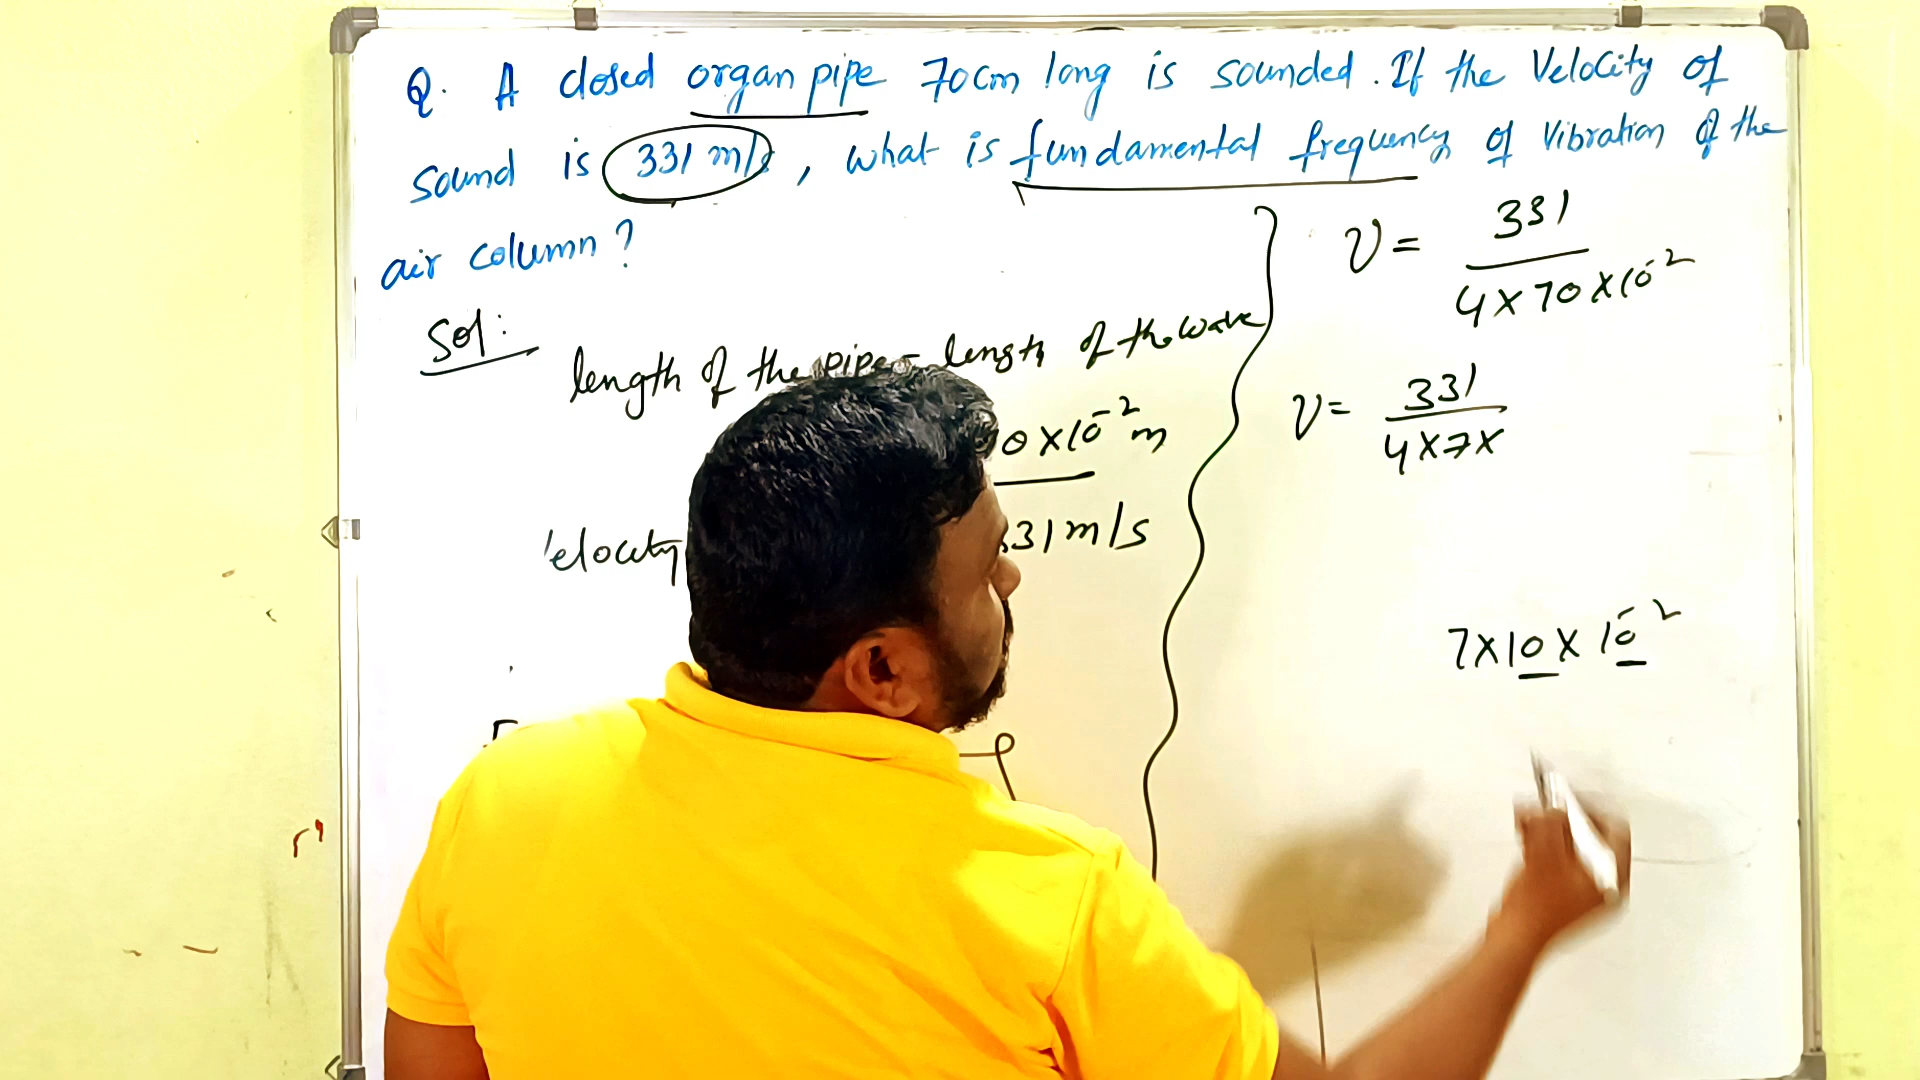 Q. A closed organ pipe 70cm long is sounded. If the Velocity of
sound is 331 m/s, what is fundamental frequency of Vibration of the
air column?
Sol:
length of the pipe = length of the wave
0 × 10⁻² m
elocity 331 m/s
ν = 331 / 4 × 70 × 10⁻²
ν = 331 / 4 × 7 ×
7 × 10 × 10⁻²